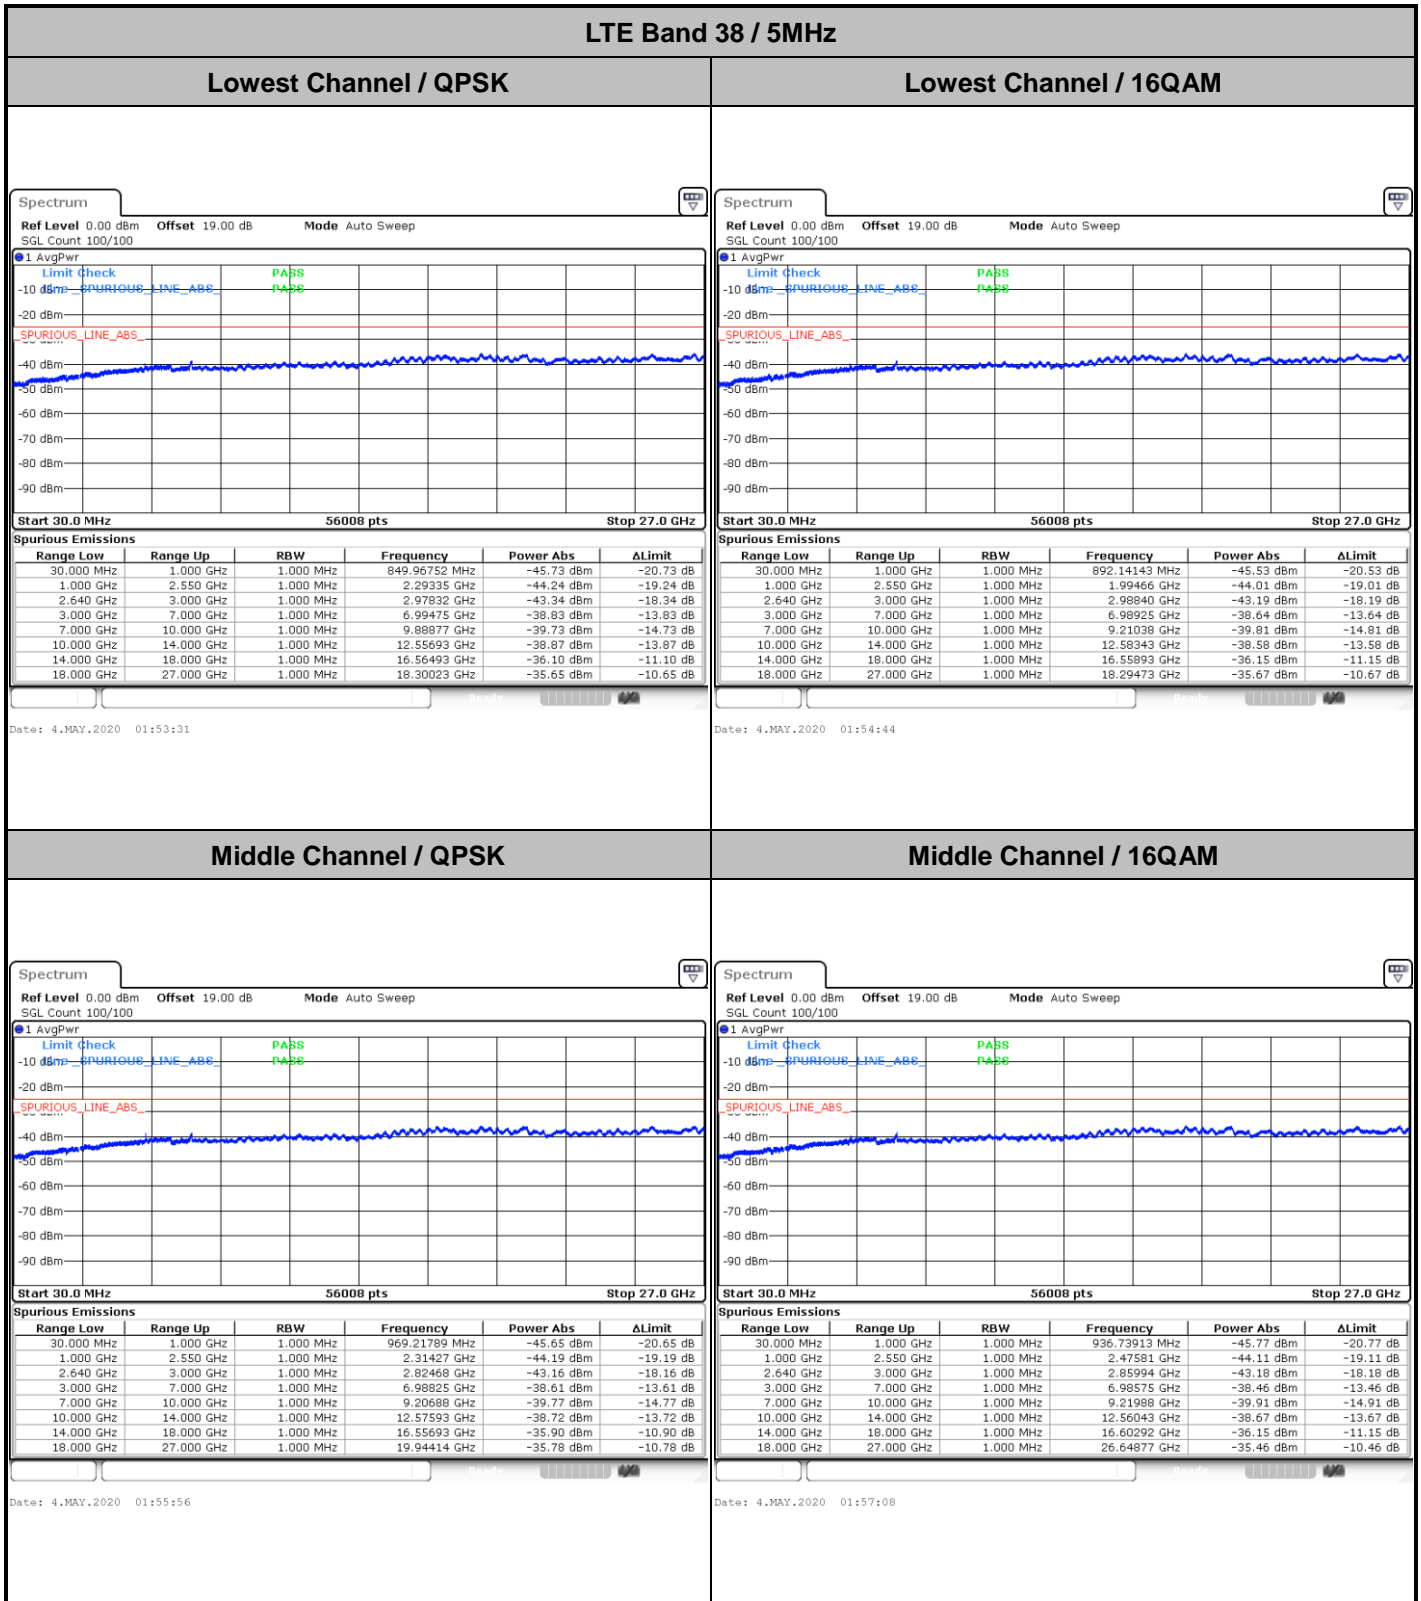 LTE Band 38 / 5MHz
Lowest Channel / QPSK
Lowest Channel / 16QAM
Spectrum
Ref Level 0.00 dBm Offset 19.00 dB Mode Auto Sweep
SGL Count 100/100
1 AvgPwr
Limit Check PASS
-10 dBm Line _SPURIOUS_LINE_ABS_ PASS
-20 dBm
_SPURIOUS_LINE_ABS_
-40 dBm
-50 dBm
-60 dBm
-70 dBm
-80 dBm
-90 dBm
Start 30.0 MHz 56008 pts Stop 27.0 GHz
Spurious Emissions
Range Low Range Up RBW Frequency Power Abs ΔLimit
30.000 MHz 1.000 GHz 1.000 MHz 849.96752 MHz -45.73 dBm -20.73 dB
1.000 GHz 2.550 GHz 1.000 MHz 2.29335 GHz -44.24 dBm -19.24 dB
2.640 GHz 3.000 GHz 1.000 MHz 2.97832 GHz -43.34 dBm -18.34 dB
3.000 GHz 7.000 GHz 1.000 MHz 6.99475 GHz -38.83 dBm -13.83 dB
7.000 GHz 10.000 GHz 1.000 MHz 9.88877 GHz -39.73 dBm -14.73 dB
10.000 GHz 14.000 GHz 1.000 MHz 12.55693 GHz -38.87 dBm -13.87 dB
14.000 GHz 18.000 GHz 1.000 MHz 16.56493 GHz -36.10 dBm -11.10 dB
18.000 GHz 27.000 GHz 1.000 MHz 18.30023 GHz -35.65 dBm -10.65 dB
Date: 4.MAY.2020 01:53:31
Spectrum
Ref Level 0.00 dBm Offset 19.00 dB Mode Auto Sweep
SGL Count 100/100
1 AvgPwr
Limit Check PASS
-10 dBm Line _SPURIOUS_LINE_ABS_ PASS
-20 dBm
_SPURIOUS_LINE_ABS_
-40 dBm
-50 dBm
-60 dBm
-70 dBm
-80 dBm
-90 dBm
Start 30.0 MHz 56008 pts Stop 27.0 GHz
Spurious Emissions
Range Low Range Up RBW Frequency Power Abs ΔLimit
30.000 MHz 1.000 GHz 1.000 MHz 892.14143 MHz -45.53 dBm -20.53 dB
1.000 GHz 2.550 GHz 1.000 MHz 1.99466 GHz -44.01 dBm -19.01 dB
2.640 GHz 3.000 GHz 1.000 MHz 2.98840 GHz -43.19 dBm -18.19 dB
3.000 GHz 7.000 GHz 1.000 MHz 6.98925 GHz -38.64 dBm -13.64 dB
7.000 GHz 10.000 GHz 1.000 MHz 9.21038 GHz -39.81 dBm -14.81 dB
10.000 GHz 14.000 GHz 1.000 MHz 12.58343 GHz -38.58 dBm -13.58 dB
14.000 GHz 18.000 GHz 1.000 MHz 16.55893 GHz -36.15 dBm -11.15 dB
18.000 GHz 27.000 GHz 1.000 MHz 18.29473 GHz -35.67 dBm -10.67 dB
Date: 4.MAY.2020 01:54:44
Middle Channel / QPSK
Middle Channel / 16QAM
Spectrum
Ref Level 0.00 dBm Offset 19.00 dB Mode Auto Sweep
SGL Count 100/100
1 AvgPwr
Limit Check PASS
-10 dBm Line _SPURIOUS_LINE_ABS_ PASS
-20 dBm
_SPURIOUS_LINE_ABS_
-40 dBm
-50 dBm
-60 dBm
-70 dBm
-80 dBm
-90 dBm
Start 30.0 MHz 56008 pts Stop 27.0 GHz
Spurious Emissions
Range Low Range Up RBW Frequency Power Abs ΔLimit
30.000 MHz 1.000 GHz 1.000 MHz 969.21789 MHz -45.65 dBm -20.65 dB
1.000 GHz 2.550 GHz 1.000 MHz 2.31427 GHz -44.19 dBm -19.19 dB
2.640 GHz 3.000 GHz 1.000 MHz 2.82468 GHz -43.16 dBm -18.16 dB
3.000 GHz 7.000 GHz 1.000 MHz 6.98825 GHz -38.61 dBm -13.61 dB
7.000 GHz 10.000 GHz 1.000 MHz 9.20688 GHz -39.77 dBm -14.77 dB
10.000 GHz 14.000 GHz 1.000 MHz 12.57593 GHz -38.72 dBm -13.72 dB
14.000 GHz 18.000 GHz 1.000 MHz 16.55693 GHz -35.90 dBm -10.90 dB
18.000 GHz 27.000 GHz 1.000 MHz 19.94414 GHz -35.78 dBm -10.78 dB
Date: 4.MAY.2020 01:55:56
Spectrum
Ref Level 0.00 dBm Offset 19.00 dB Mode Auto Sweep
SGL Count 100/100
1 AvgPwr
Limit Check PASS
-10 dBm Line _SPURIOUS_LINE_ABS_ PASS
-20 dBm
_SPURIOUS_LINE_ABS_
-40 dBm
-50 dBm
-60 dBm
-70 dBm
-80 dBm
-90 dBm
Start 30.0 MHz 56008 pts Stop 27.0 GHz
Spurious Emissions
Range Low Range Up RBW Frequency Power Abs ΔLimit
30.000 MHz 1.000 GHz 1.000 MHz 936.73913 MHz -45.77 dBm -20.77 dB
1.000 GHz 2.550 GHz 1.000 MHz 2.47581 GHz -44.11 dBm -19.11 dB
2.640 GHz 3.000 GHz 1.000 MHz 2.85994 GHz -43.18 dBm -18.18 dB
3.000 GHz 7.000 GHz 1.000 MHz 6.98575 GHz -38.46 dBm -13.46 dB
7.000 GHz 10.000 GHz 1.000 MHz 9.21988 GHz -39.91 dBm -14.91 dB
10.000 GHz 14.000 GHz 1.000 MHz 12.56043 GHz -38.67 dBm -13.67 dB
14.000 GHz 18.000 GHz 1.000 MHz 16.60292 GHz -36.15 dBm -11.15 dB
18.000 GHz 27.000 GHz 1.000 MHz 26.64877 GHz -35.46 dBm -10.46 dB
Date: 4.MAY.2020 01:57:08